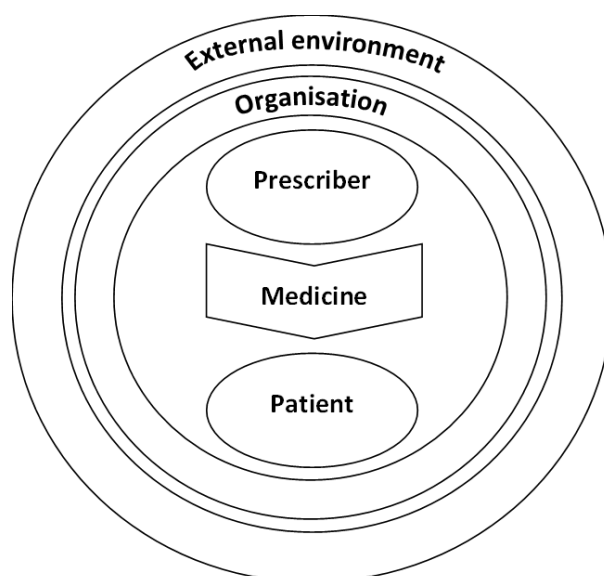 External environment
Organisation
Prescriber
Medicine
Patient